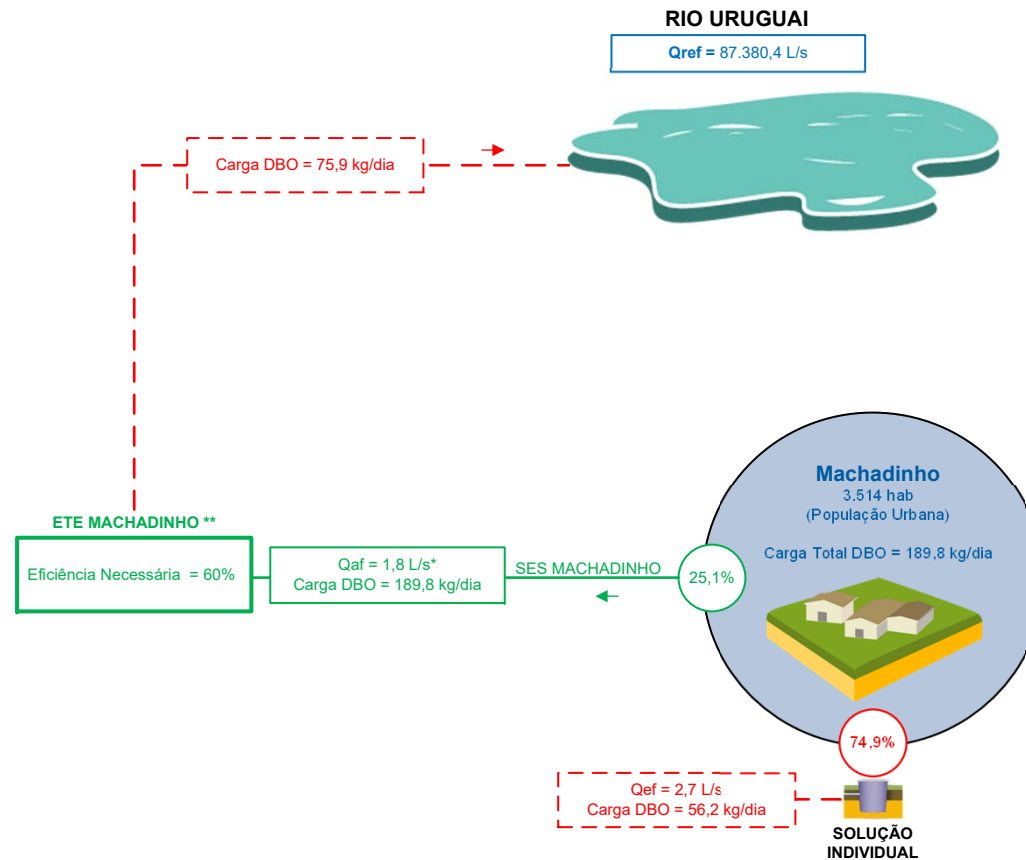 RIO URUGUAI
Qref = 87.380,4 L/s
Carga DBO = 75,9 kg/dia
Machadinho
3.514 hab
(População Urbana)
Carga Total DBO = 189,8 kg/dia
ETE MACHADINHO **
Eficiência Necessária = 60%
Qaf = 1,8 L/s*
Carga DBO = 189,8 kg/dia
SES MACHADINHO
25,1%
74,9%
Qef = 2,7 L/s
Carga DBO = 56,2 kg/dia
SOLUÇÃO
INDIVIDUAL